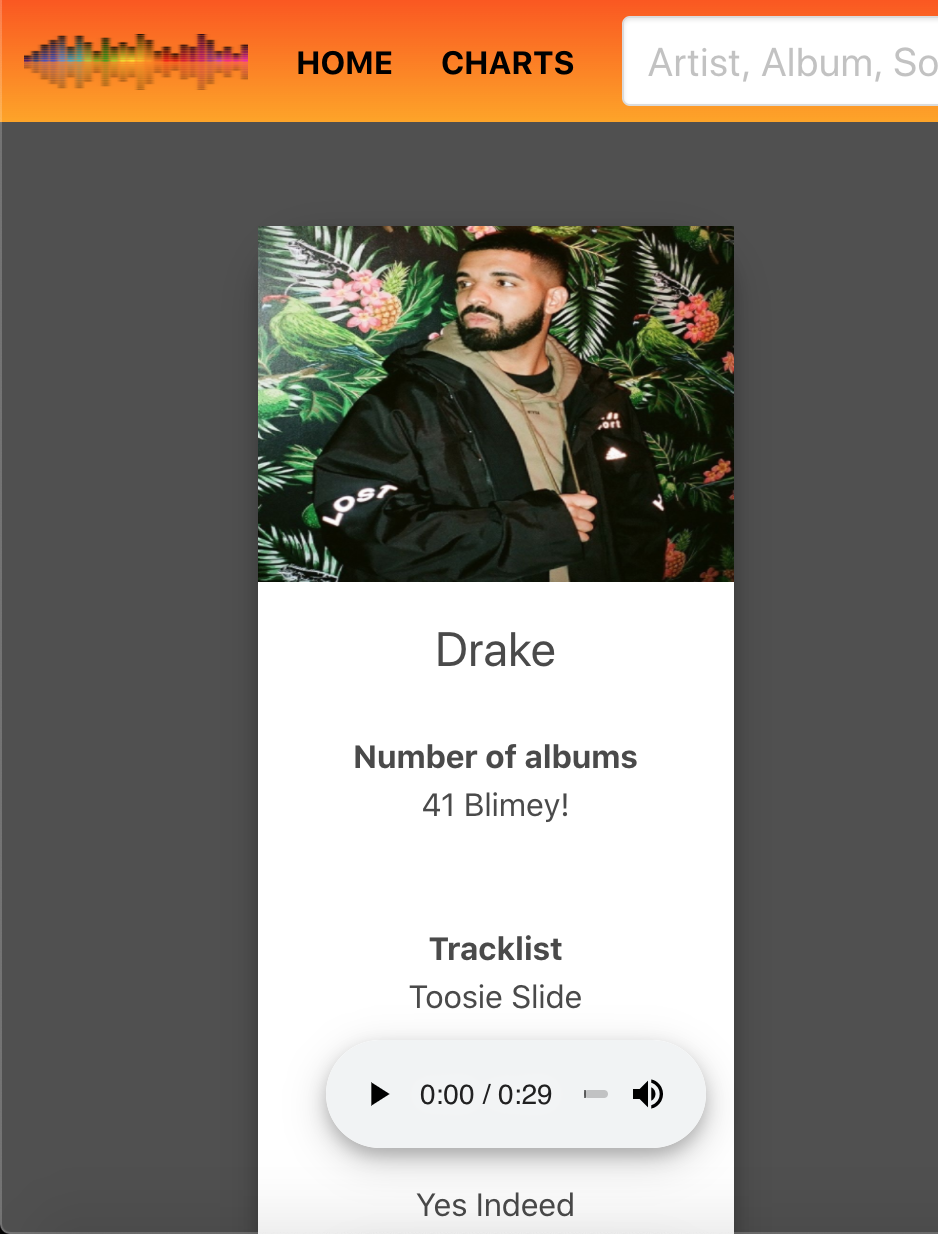 HOME CHARTS Artist, Album, So
LOST
Drake
Number of albums
41 Blimey!
Tracklist
Toosie Slide
0:00 / 0:29
Yes Indeed